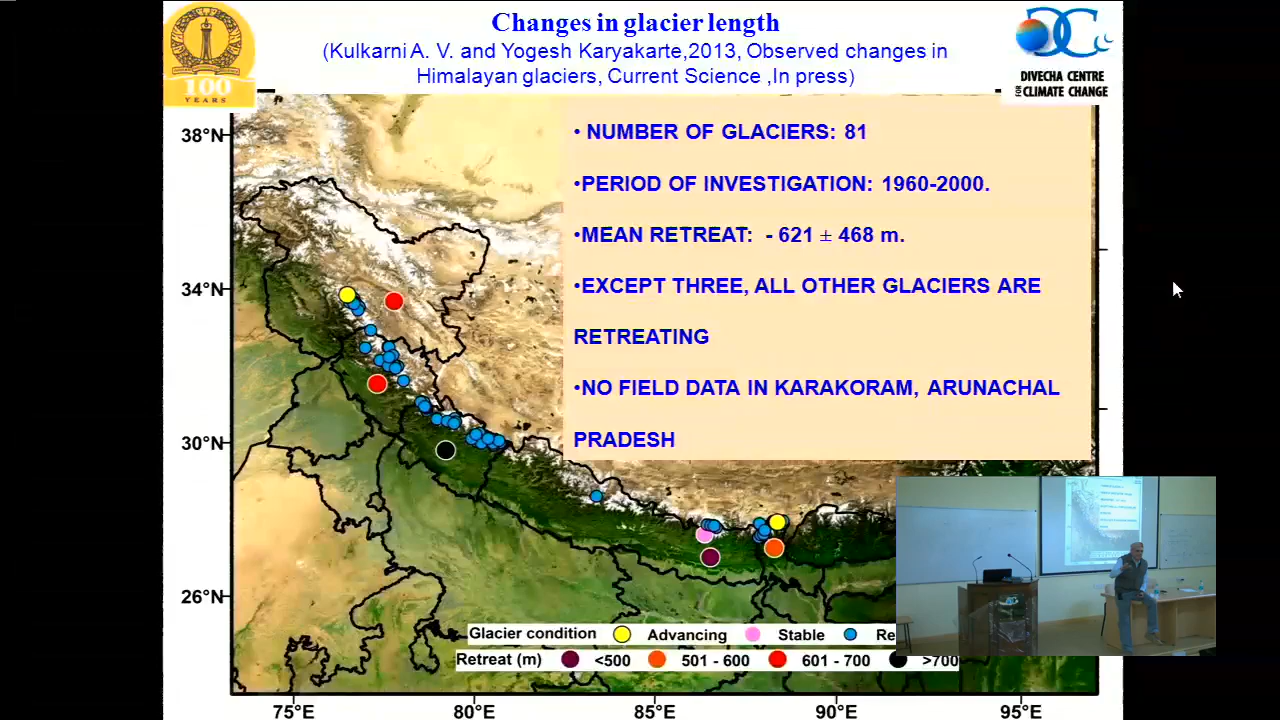 Changes in glacier length
(Kulkarni A. V. and Yogesh Karyakarte,2013, Observed changes in
Himalayan glaciers, Current Science ,In press)
100
YEARS
DIVECHA CENTRE
FOR CLIMATE CHANGE
• NUMBER OF GLACIERS: 81
•PERIOD OF INVESTIGATION: 1960-2000.
•MEAN RETREAT: - 621 ± 468 m.
•EXCEPT THREE, ALL OTHER GLACIERS ARE
RETREATING
•NO FIELD DATA IN KARAKORAM, ARUNACHAL
PRADESH
38°N
34°N
30°N
26°N
Glacier condition Advancing Stable Re
Retreat (m) <500 501 - 600 601 - 700 >700
75°E 80°E 85°E 90°E 95°E